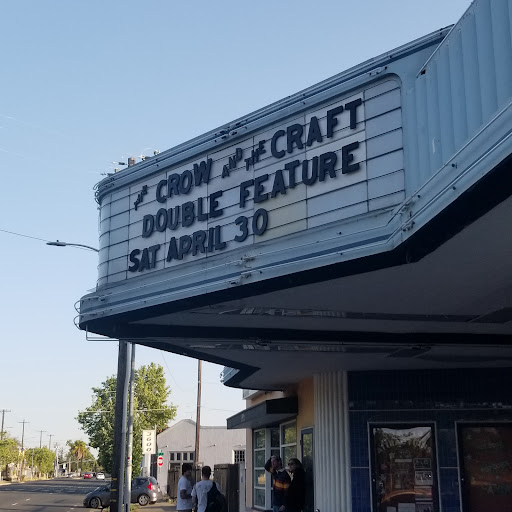 THE CROW AND THE CRAFT
DOUBLE FEATURE
SAT APRIL 30